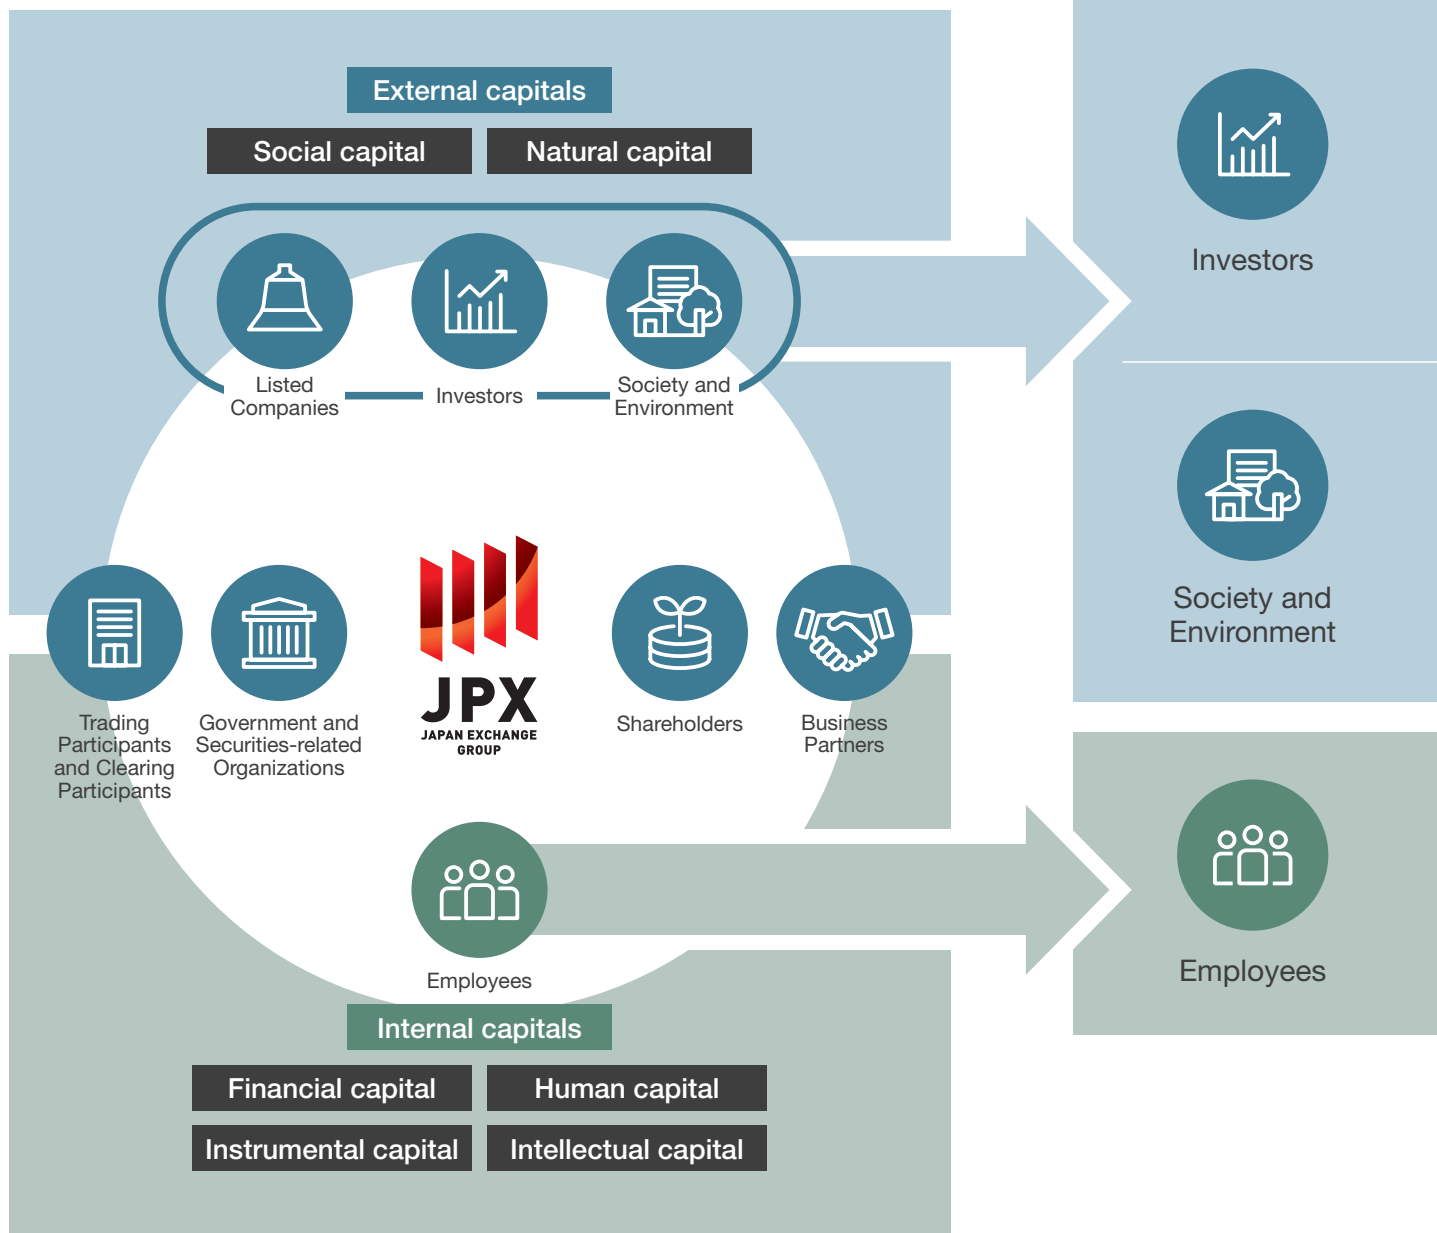 External capitals
Social capital
Natural capital
Listed
Companies
Investors
Society and
Environment
Trading
Participants
and Clearing
Participants
Government and
Securities-related
Organizations
JPX
JAPAN EXCHANGE
GROUP
Shareholders
Business
Partners
Employees
Internal capitals
Financial capital
Human capital
Instrumental capital
Intellectual capital
Investors
Society and
Environment
Employees